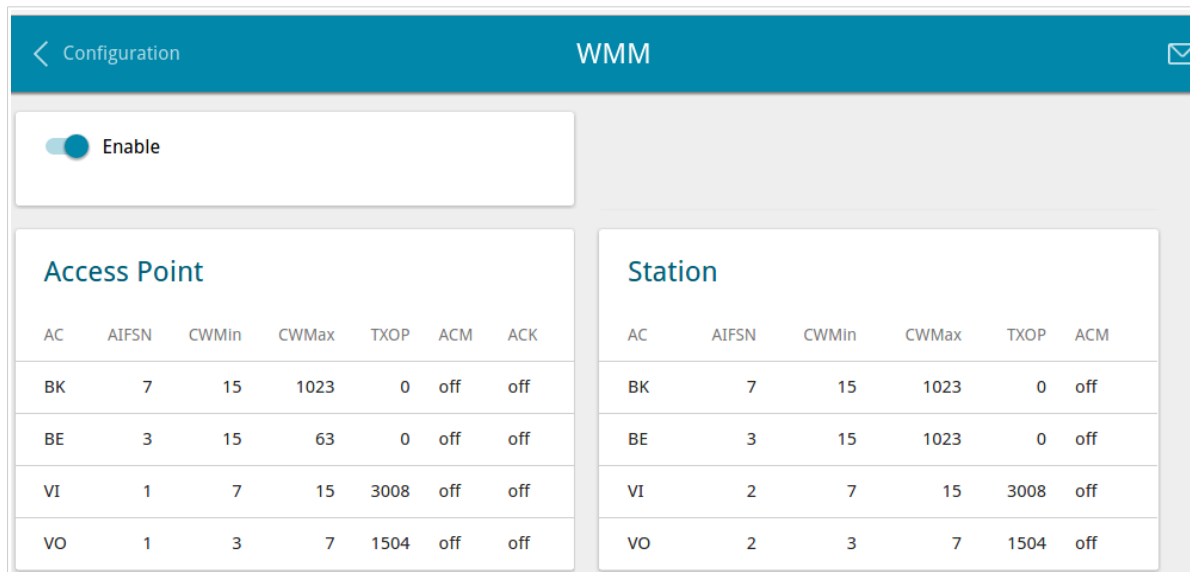 Configuration WMM
Enable
Access Point
AC AIFSN CWMin CWMax TXOP ACM ACK
BK 7 15 1023 0 off off
BE 3 15 63 0 off off
VI 1 7 15 3008 off off
VO 1 3 7 1504 off off
Station
AC AIFSN CWMin CWMax TXOP ACM
BK 7 15 1023 0 off
BE 3 15 1023 0 off
VI 2 7 15 3008 off
VO 2 3 7 1504 off